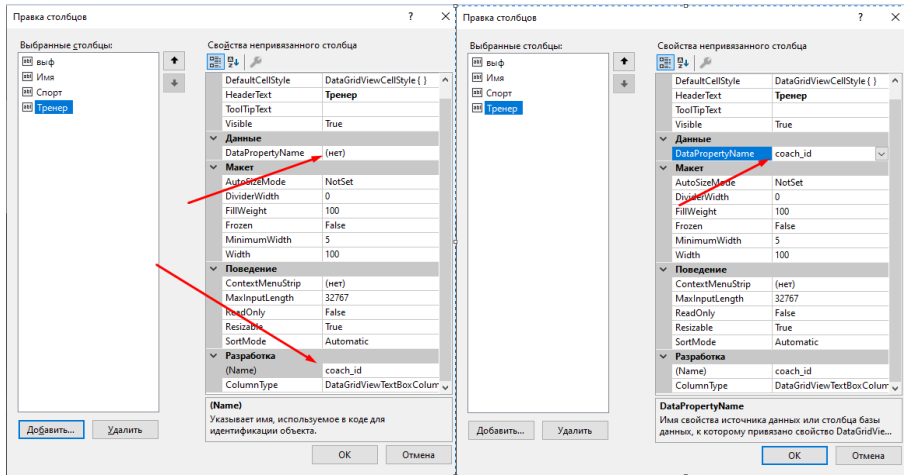 Правка столбцов ? ×
Выбранные столбцы:
выф
Имя
Спорт
Тренер
Добавить... Удалить
Свойства непривязанного столбца
DefaultCellStyle DataGridViewCellStyle { }
HeaderText Тренер
ToolTipText
Visible True
Данные
DataPropertyName (нет)
Макет
AutoSizeMode NotSet
DividerWidth 0
FillWeight 100
Frozen False
MinimumWidth 5
Width 100
Поведение
ContextMenuStrip (нет)
MaxInputLength 32767
ReadOnly False
Resizable True
SortMode Automatic
Разработка
(Name) coach_id
ColumnType DataGridViewTextBoxColum
(Name)
Указывает имя, используемое в коде для
идентификации объекта.
ОК Отмена
Правка столбцов ? ×
Выбранные столбцы:
выф
Имя
Спорт
Тренер
Добавить... Удалить
Свойства непривязанного столбца
DefaultCellStyle DataGridViewCellStyle { }
HeaderText Тренер
ToolTipText
Visible True
Данные
DataPropertyName coach_id
Макет
AutoSizeMode NotSet
DividerWidth 0
FillWeight 100
Frozen False
MinimumWidth 5
Width 100
Поведение
ContextMenuStrip (нет)
MaxInputLength 32767
ReadOnly False
Resizable True
SortMode Automatic
Разработка
(Name) coach_id
ColumnType DataGridViewTextBoxColum
DataPropertyName
Имя свойства источника данных или столбца базы
данных, к которому привязано свойство DataGridVie...
ОК Отмена